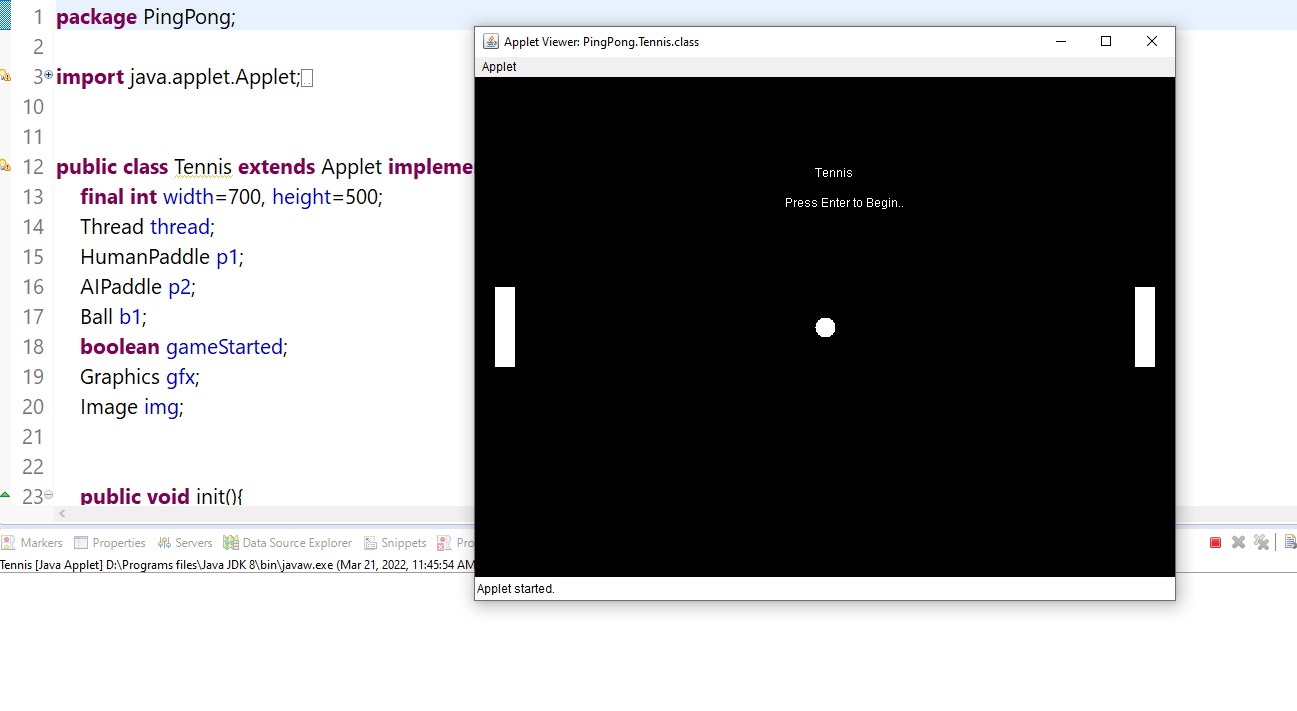 1 package PingPong;
2
3 import java.applet.Applet;
10
11
12 public class Tennis extends Applet impleme
13 final int width=700, height=500;
14 Thread thread;
15 HumanPaddle p1;
16 AIPaddle p2;
17 Ball b1;
18 boolean gameStarted;
19 Graphics gfx;
20 Image img;
21
22
23 public void init(){
Markers Properties Servers Data Source Explorer Snippets Pro
Tennis [Java Applet] D:\Programs files\Java JDK 8\bin\javaw.exe (Mar 21, 2022, 11:45:54 AM
Applet Viewer: PingPong.Tennis.class
Applet
Tennis
Press Enter to Begin..
Applet started.